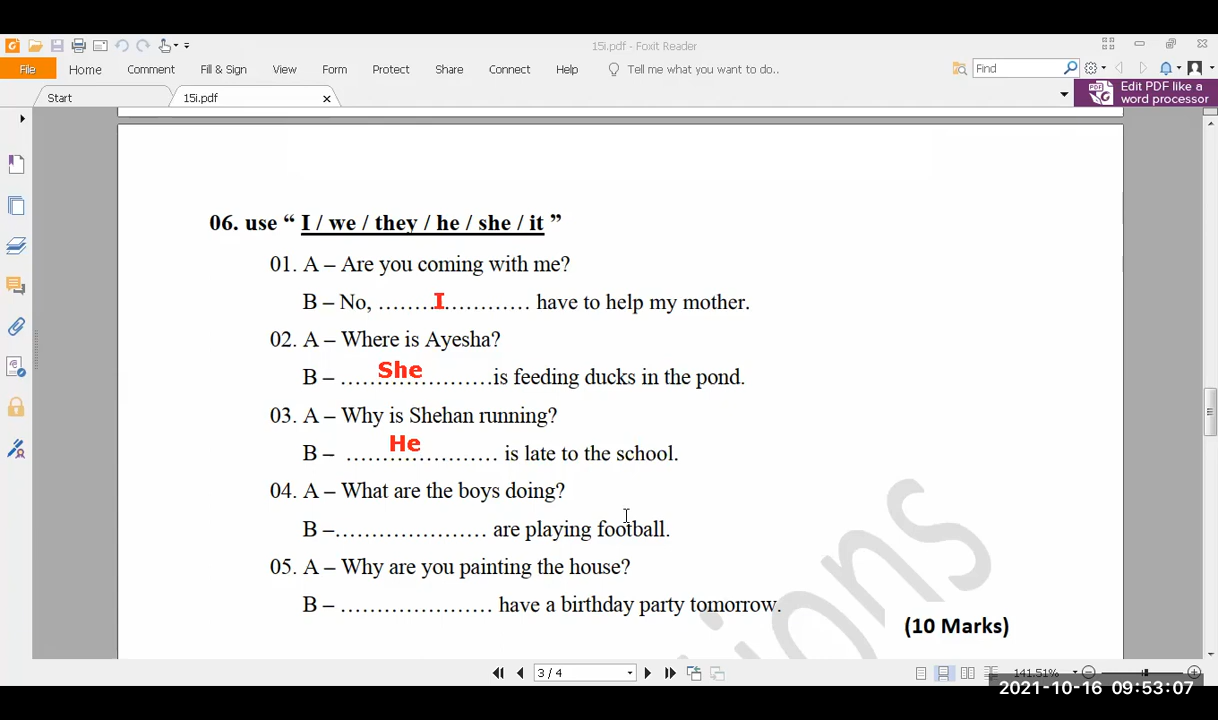 15i.pdf - Foxit Reader
File Home Comment Fill & Sign View Form Protect Share Connect Help Tell me what you want to do.. Find
Start 15i.pdf
Edit PDF like a
word processor
06. use “ I / we / they / he / she / it ”
01. A – Are you coming with me?
B – No, ……..I………… have to help my mother.
02. A – Where is Ayesha?
B – She …………………is feeding ducks in the pond.
03. A – Why is Shehan running?
B – He ………………… is late to the school.
04. A – What are the boys doing?
B –………………… are playing football.
05. A – Why are you painting the house?
B – ………………… have a birthday party tomorrow.
(10 Marks)
3 / 4
141.51%
2021-10-16 09:53:07